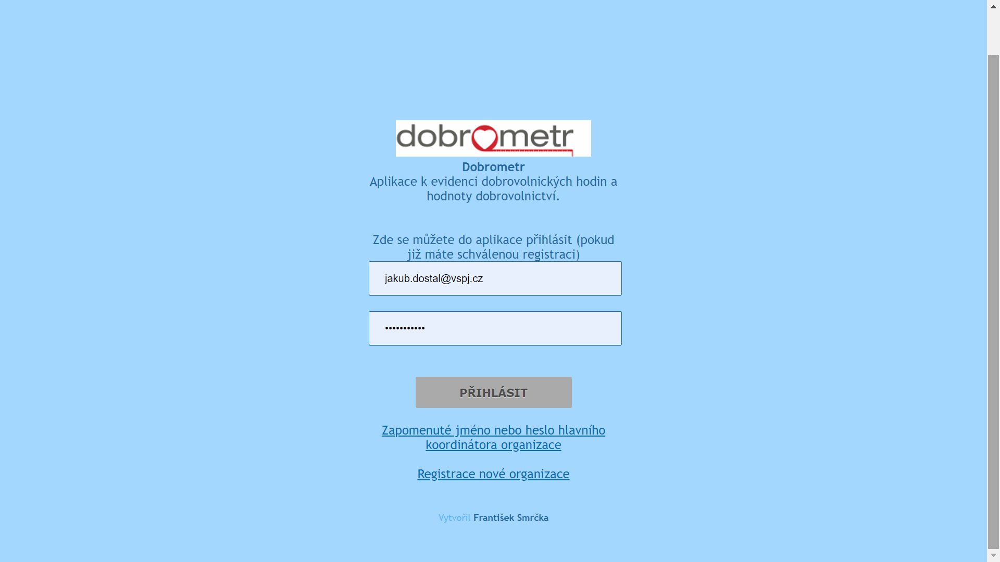 dobrometr
Dobrometr
Aplikace k evidenci dobrovolnických hodin a
hodnoty dobrovolnictví.
Zde se můžete do aplikace přihlásit (pokud
již máte schválenou registraci)
jakub.dostal@vspj.cz
•••••••••••
PŘIHLÁSIT
Zapomenuté jméno nebo heslo hlavního
koordinátora organizace
Registrace nové organizace
Vytvořil František Smrčka